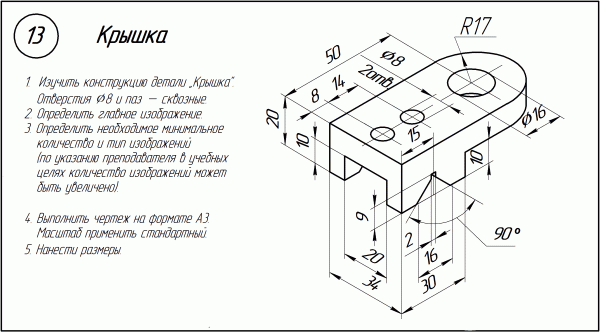 13 Крышка
1. Изучить конструкцию детали „Крышка".
Отверстия Ø8 и паз — сквозные.
2. Определить главное изображение.
3. Определить необходимое минимальное
количество и тип изображений
(по указанию преподавателя в учебных
целях количество изображений может
быть увеличено).
4. Выполнить чертеж на формате А3.
Масштаб применить стандартный.
5. Нанести размеры.
R17
50
Ø8
2отв.
14
8
20
10
15
Ø16
10
9
2
90°
16
20
34
30